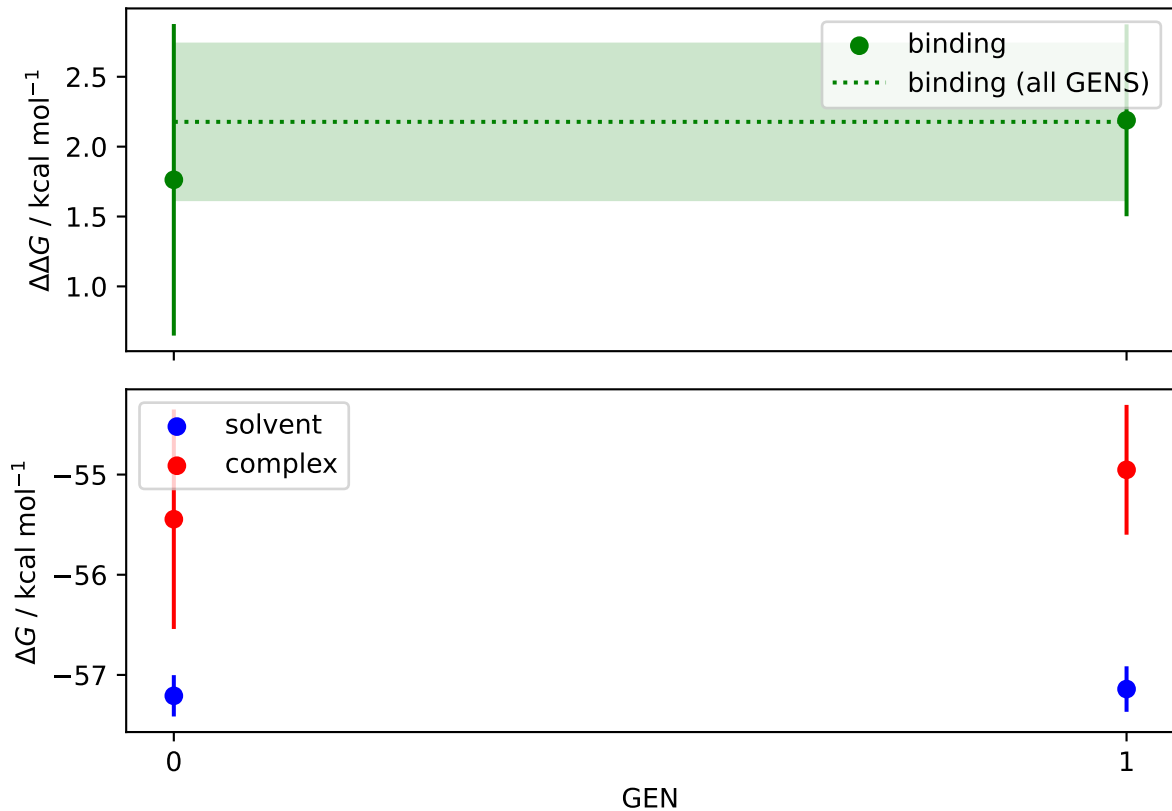 binding
binding (all GENS)
2.5
2.0
1.5
1.0
ΔΔG / kcal mol⁻¹
solvent
complex
−55
−56
−57
ΔG / kcal mol⁻¹
0 1
GEN